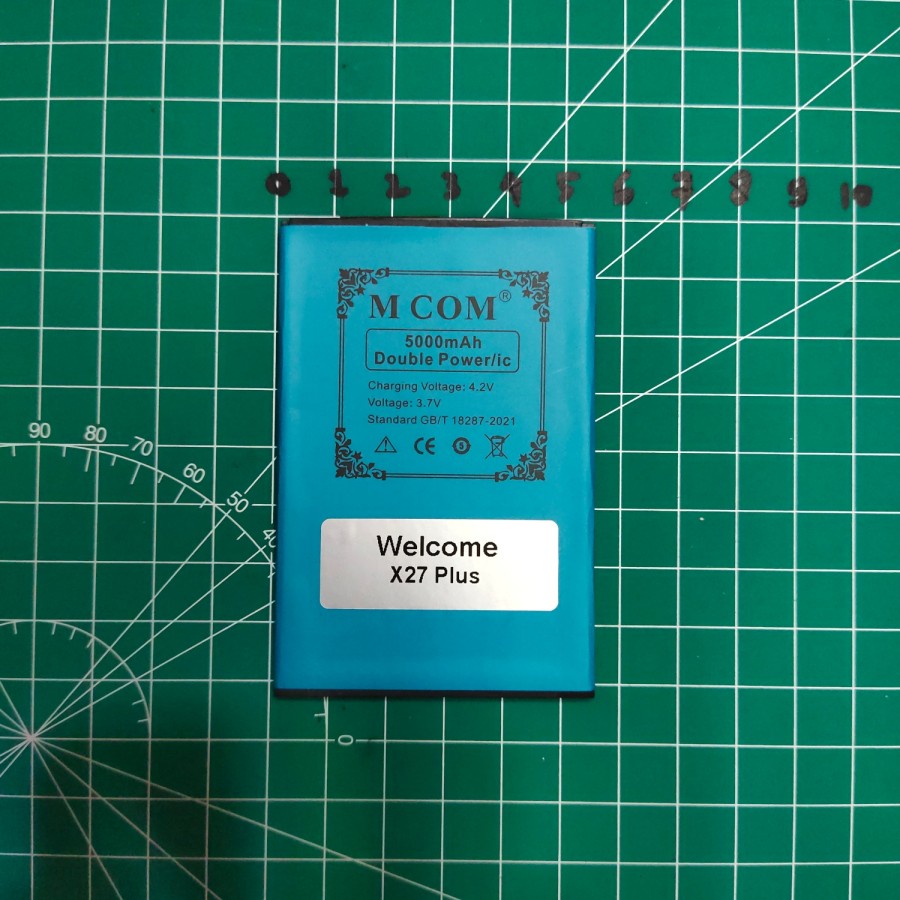 0 1 2 3 4 5 6 7 8 9 10
M COM®
5000mAh
Double Power/ic
Charging Voltage: 4.2V
Voltage: 3.7V
Standard GB/T 18287-2021
CE
90 80 70 60 50
Welcome
X27 Plus
0